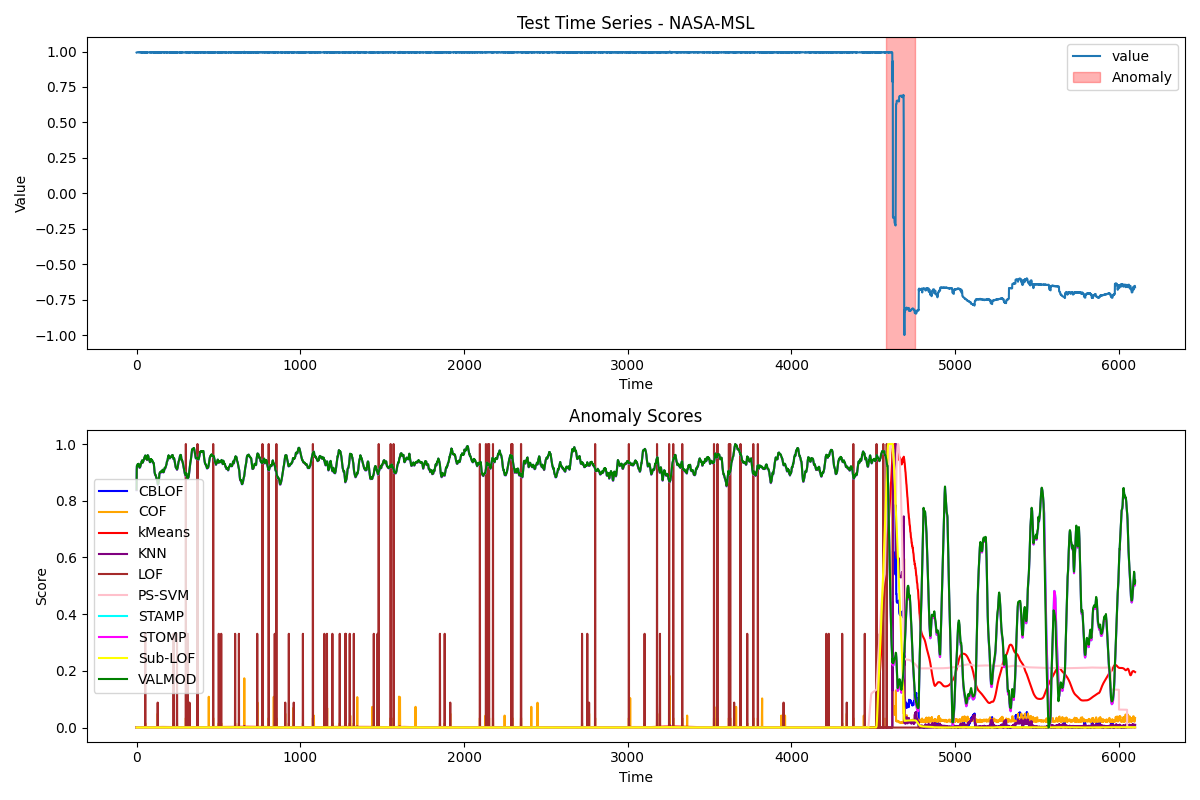 Test Time Series - NASA-MSL
1.00
0.75
0.50
0.25
0.00
−0.25
−0.50
−0.75
−1.00
Value
value
Anomaly
0 1000 2000 3000 4000 5000 6000
Time
Anomaly Scores
1.0
0.8
0.6
0.4
0.2
0.0
Score
CBLOF
COF
kMeans
KNN
LOF
PS-SVM
STAMP
STOMP
Sub-LOF
VALMOD
0 1000 2000 3000 4000 5000 6000
Time